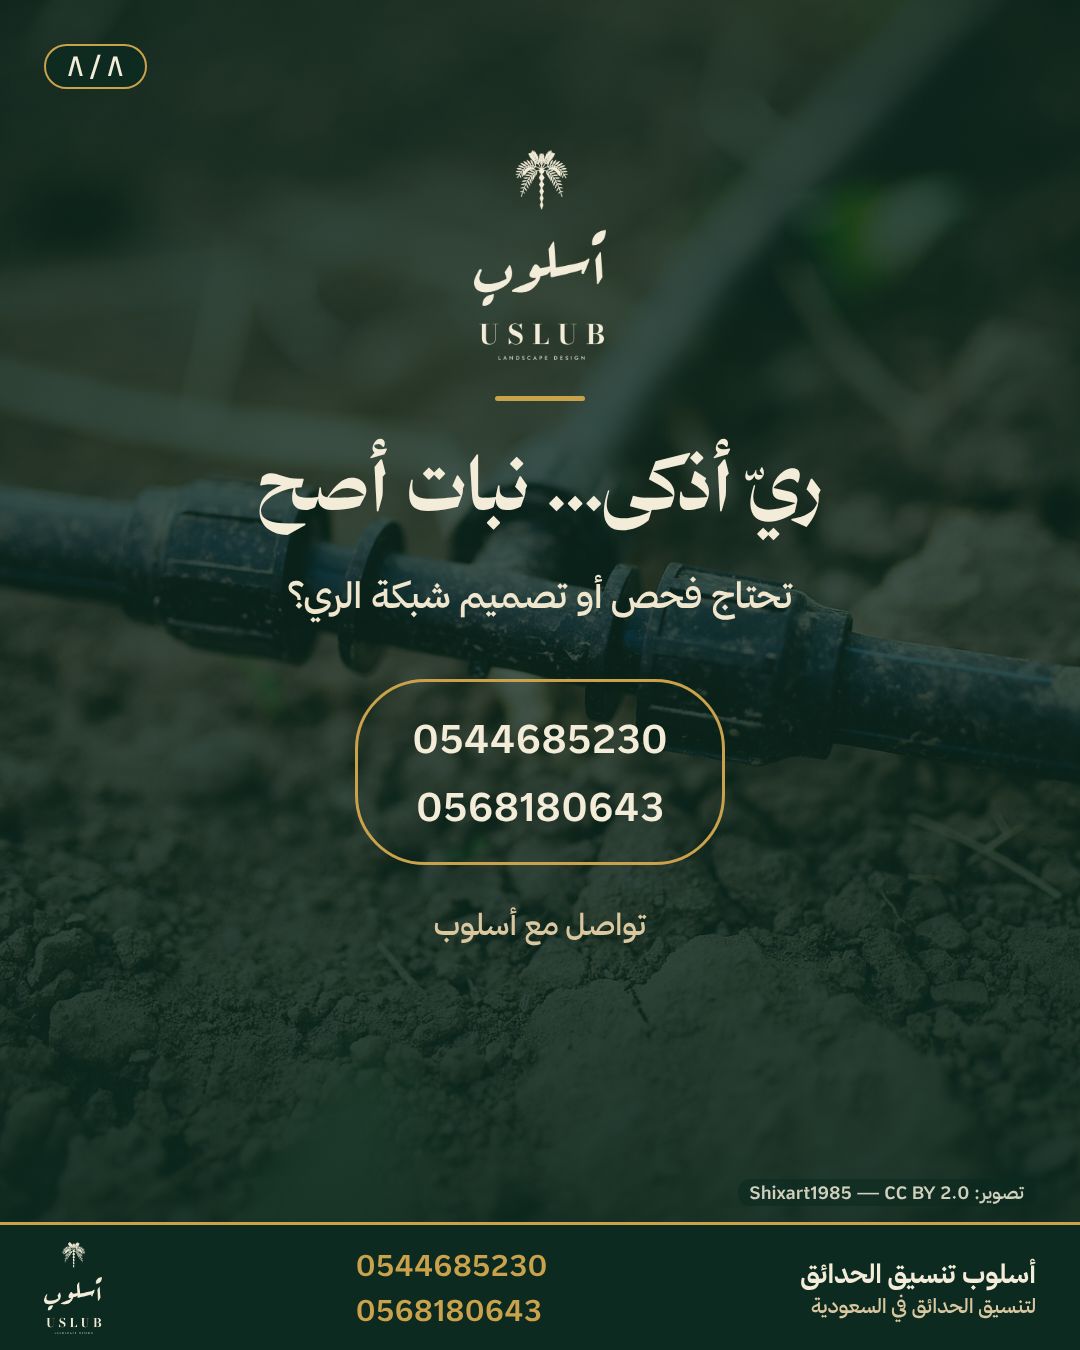 ٨/٨
أسلوب
USLUB
LANDSCAPE DESIGN
ريّ أذكى... نبات أصح
تحتاج فحص أو تصميم شبكة الري؟
0544685230
0568180643
تواصل مع أسلوب
تصوير: Shixart1985 — CC BY 2.0
أسلوب تنسيق الحدائق
لتنسيق الحدائق في السعودية
0544685230
0568180643
أسلوب
USLUB
LANDSCAPE DESIGN